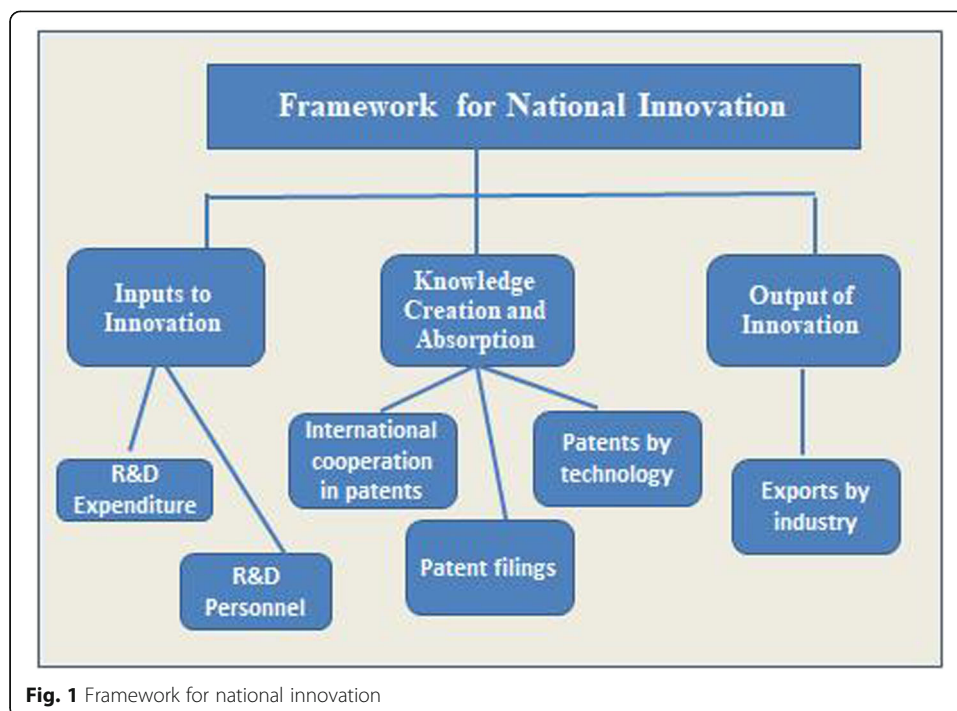 Framework for National Innovation
Inputs to
Innovation
Knowledge
Creation and
Absorption
Output of
Innovation
R&D
Expenditure
R&D
Personnel
International
cooperation
in patents
Patent filings
Patents by
technology
Exports by
industry
Fig. 1 Framework for national innovation